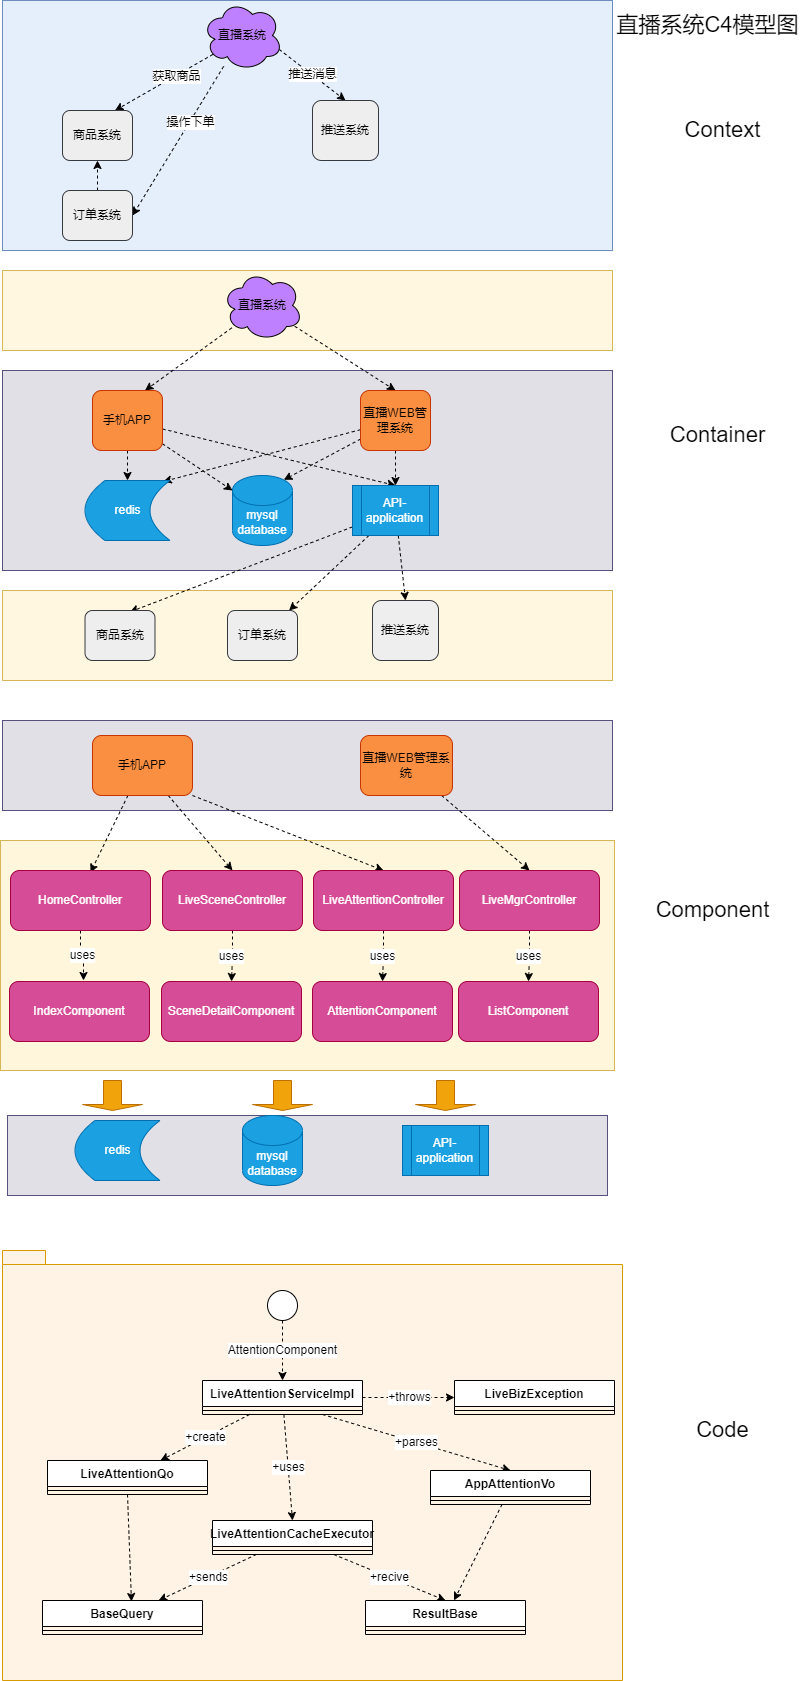 直播系统C4模型图
直播系统
获取商品
推送消息
操作下单
商品系统
推送系统
订单系统
Context
直播系统
手机APP
直播WEB管
理系统
redis
mysql
database
API-
application
Container
商品系统
订单系统
推送系统
手机APP
直播WEB管理系
统
HomeController
LiveSceneController
LiveAttentionController
LiveMgrController
uses
uses
uses
uses
IndexComponent
SceneDetailComponent
AttentionComponent
ListComponent
Component
redis
mysql
database
API-
application
AttentionComponent
LiveAttentionServiceImpl
+throws
LiveBizException
+create
+parses
+uses
LiveAttentionQo
AppAttentionVo
LiveAttentionCacheExecutor
+sends
+recive
BaseQuery
ResultBase
Code